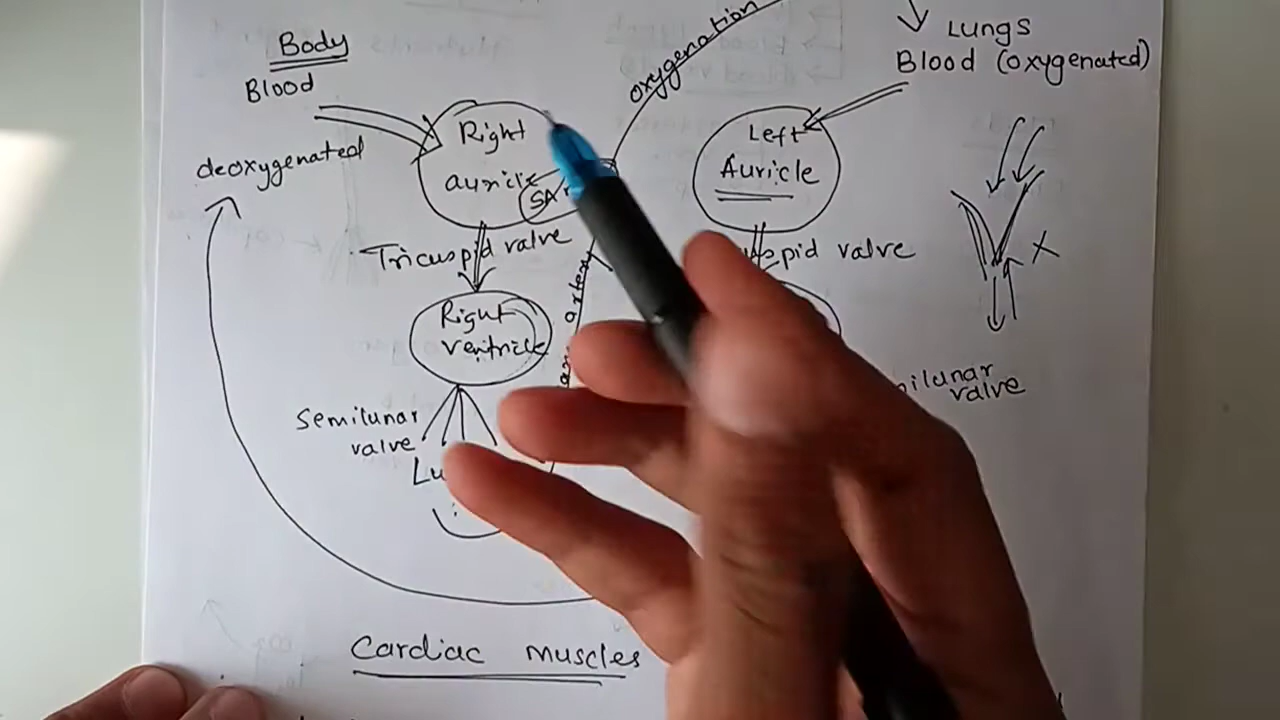 Body
Blood
deoxygenated
oxygenation
Lungs
Blood (oxygenated)
Right
auricle
SA
Left
Auricle
Tricuspid valve
valve
Right
ventricle
Semilunar
valve
valve
X
Cardiac muscles